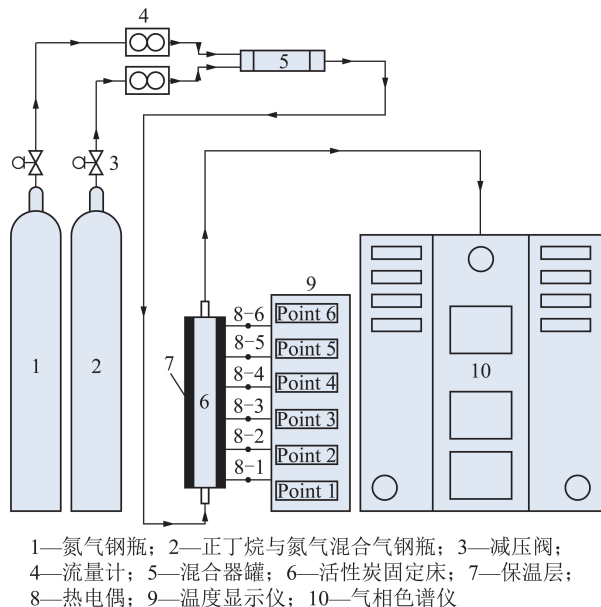 4
5
3
9
8-6
Point 6
8-5
Point 5
7
8-4
Point 4
1
2
6
10
8-3
Point 3
8-2
Point 2
8-1
Point 1
1—氮气钢瓶；2—正丁烷与氮气混合气钢瓶；3—减压阀；
4—流量计；5—混合器罐；6—活性炭固定床；7—保温层；
8—热电偶；9—温度显示仪；10—气相色谱仪